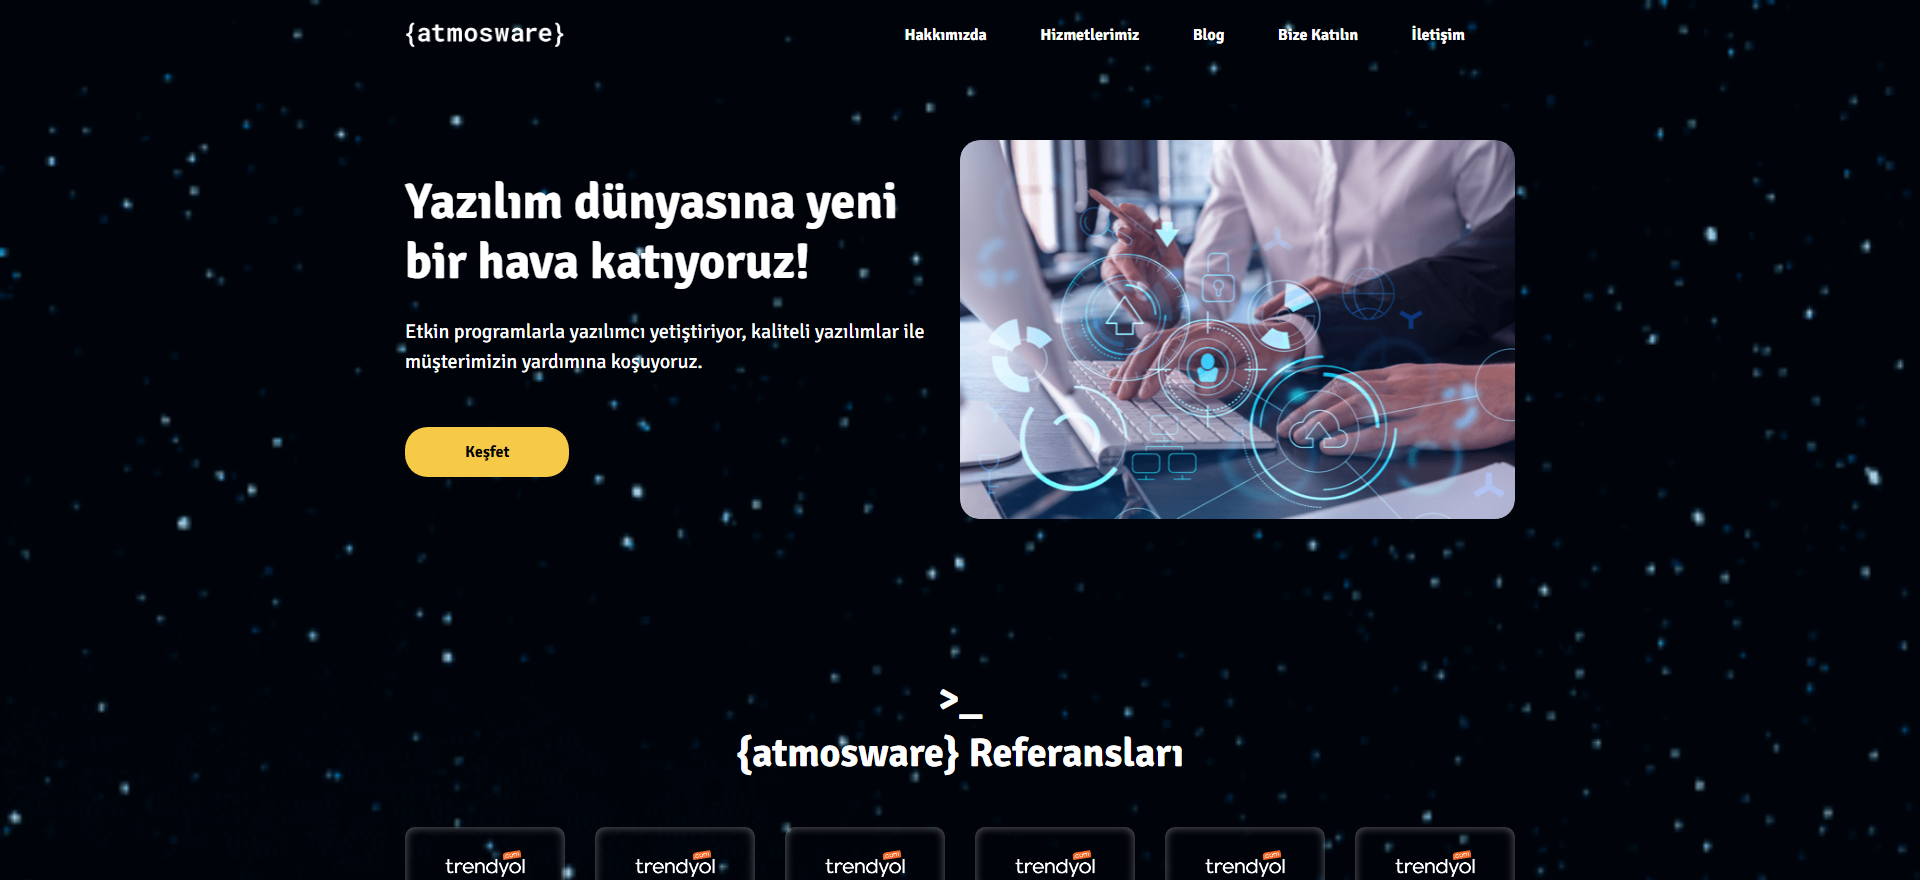 {atmosware}
Hakkımızda Hizmetlerimiz Blog Bize Katılın İletişim
Yazılım dünyasına yeni
bir hava katıyoruz!
Etkin programlarla yazılımcı yetiştiriyor, kaliteli yazılımlar ile
müşterimizin yardımına koşuyoruz.
Keşfet
>_
{atmosware} Referansları
trendyol.com trendyol.com trendyol.com trendyol.com trendyol.com trendyol.com